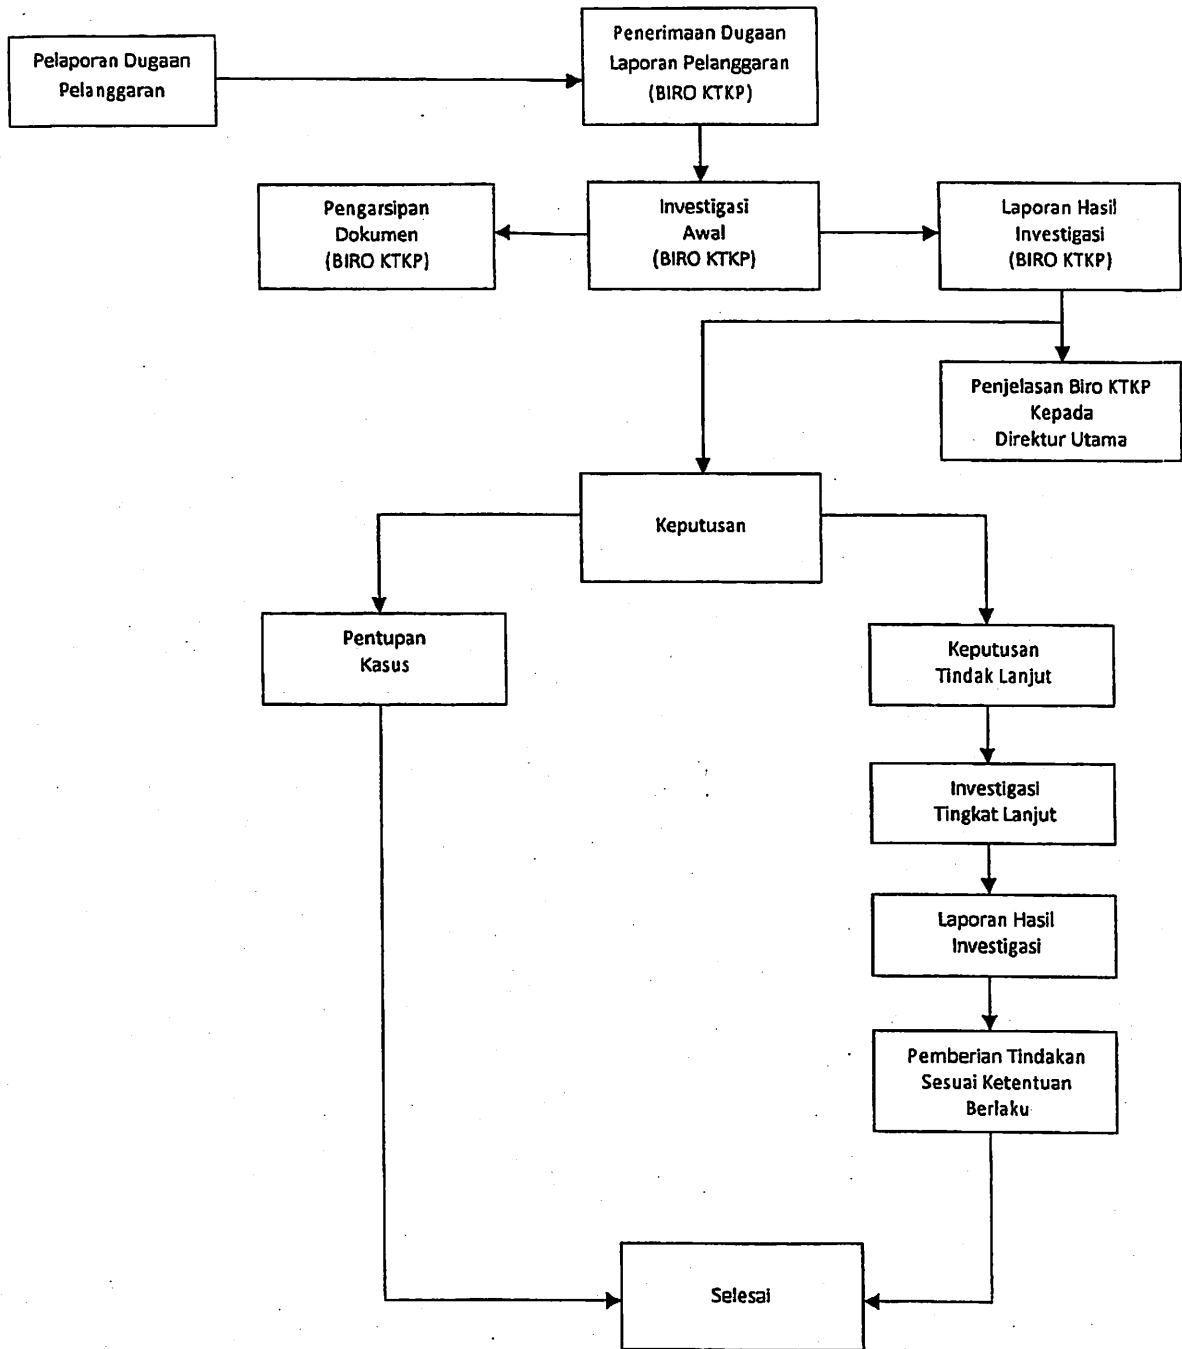 Pelaporan Dugaan
Pelanggaran
Penerimaan Dugaan
Laporan Pelanggaran
(BIRO KTKP)
Pengarsipan
Dokumen
(BIRO KTKP)
Investigasi
Awal
(BIRO KTKP)
Laporan Hasil
Investigasi
(BIRO KTKP)
Penjelasan Biro KTKP
Kepada
Direktur Utama
Keputusan
Pentupan
Kasus
Keputusan
Tindak Lanjut
Investigasi
Tingkat Lanjut
Laporan Hasil
Investigasi
Pemberian Tindakan
Sesuai Ketentuan
Berlaku
Selesai